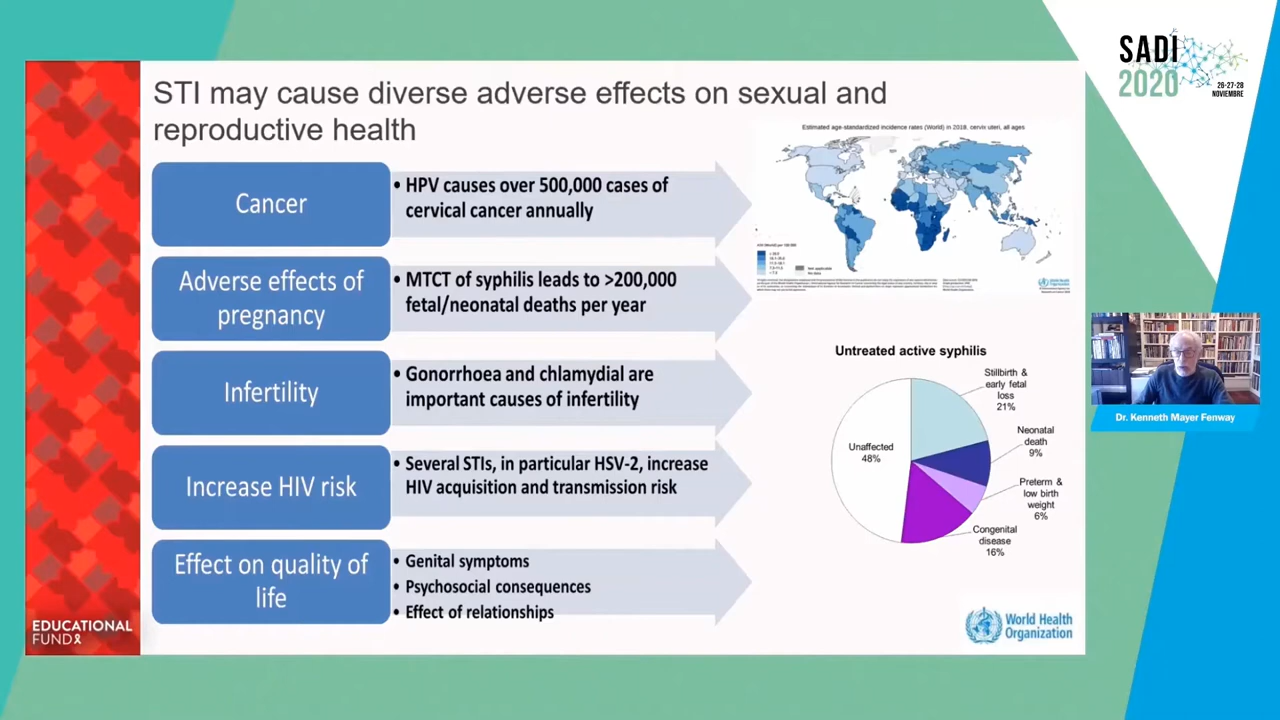 STI may cause diverse adverse effects on sexual and
reproductive health
Cancer
• HPV causes over 500,000 cases of
cervical cancer annually
Adverse effects of
pregnancy
• MTCT of syphilis leads to >200,000
fetal/neonatal deaths per year
Infertility
• Gonorrhoea and chlamydial are
important causes of infertility
Increase HIV risk
• Several STIs, in particular HSV-2, increase
HIV acquisition and transmission risk
Effect on quality of
life
• Genital symptoms
• Psychosocial consequences
• Effect of relationships
Estimated age-standardized incidence rates (World) in 2018, cervix uteri, all ages
Not applicable
No data
Untreated active syphilis
Stillbirth &
early fetal
loss
21%
Neonatal
death
9%
Preterm &
low birth
weight
6%
Congenital
disease
16%
Unaffected
48%
World Health
Organization
EDUCATIONAL
FUND
SADI
2020
26-27-28
NOVIEMBRE
Dr. Kenneth Mayer Fenway